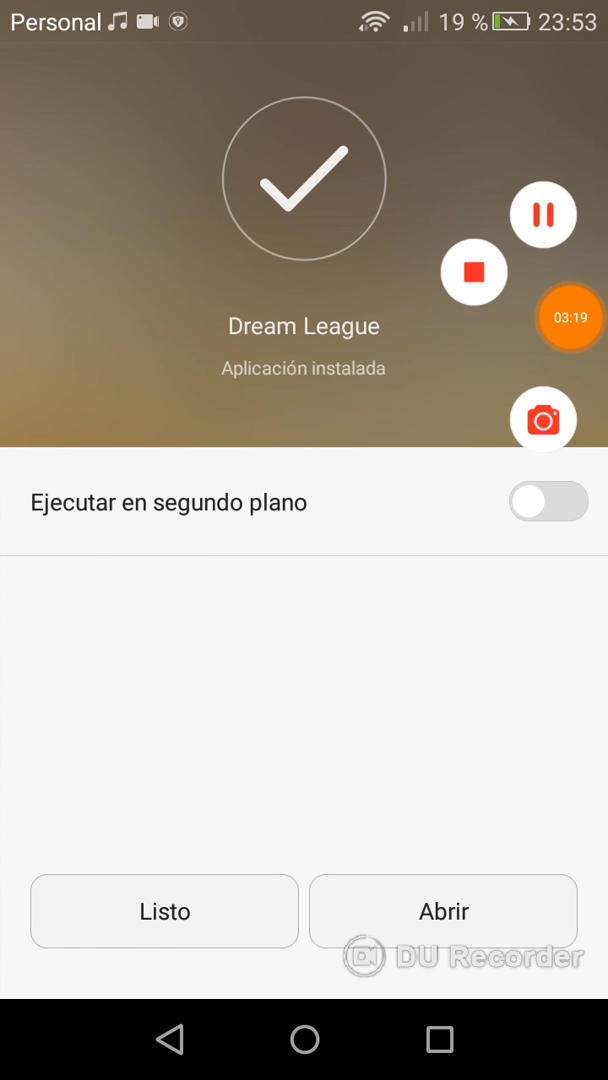 Personal 19 % 23:53
03:19
Dream League
Aplicación instalada
Ejecutar en segundo plano
Listo
Abrir
DU Recorder